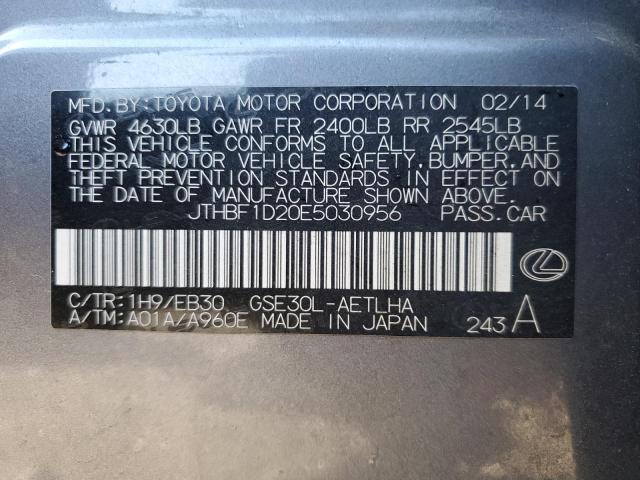 MFD. BY: TOYOTA MOTOR CORPORATION 02/14
GVWR 4630LB GAWR FR 2400LB RR 2545LB
THIS VEHICLE CONFORMS TO ALL APPLICABLE
FEDERAL MOTOR VEHICLE SAFETY, BUMPER, AND
THEFT PREVENTION STANDARDS IN EFFECT ON
THE DATE OF MANUFACTURE SHOWN ABOVE.
JTHBF1D20E5030956 PASS.CAR
C/TR: 1H9/EB30 GSE30L-AETLHA
A/TM: A01A/A960E MADE IN JAPAN 243 A